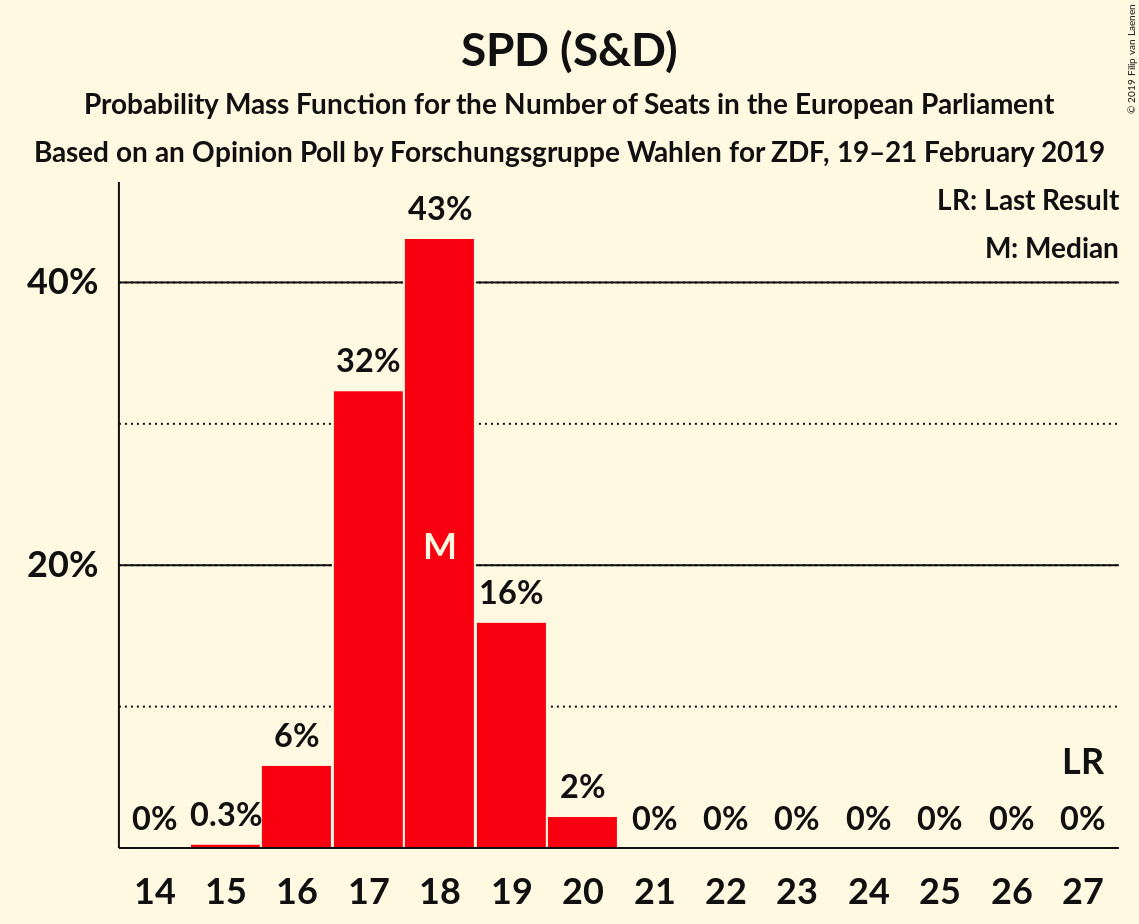 SPD (S&D)
Probability Mass Function for the Number of Seats in the European Parliament
Based on an Opinion Poll by Forschungsgruppe Wahlen for ZDF, 19–21 February 2019
© 2019 Filip van Laenen
LR: Last Result
M: Median
43%
40%
32%
M
20%
16%
6%
LR
2%
0% 0.3% 0% 0% 0% 0% 0% 0% 0%
14 15 16 17 18 19 20 21 22 23 24 25 26 27